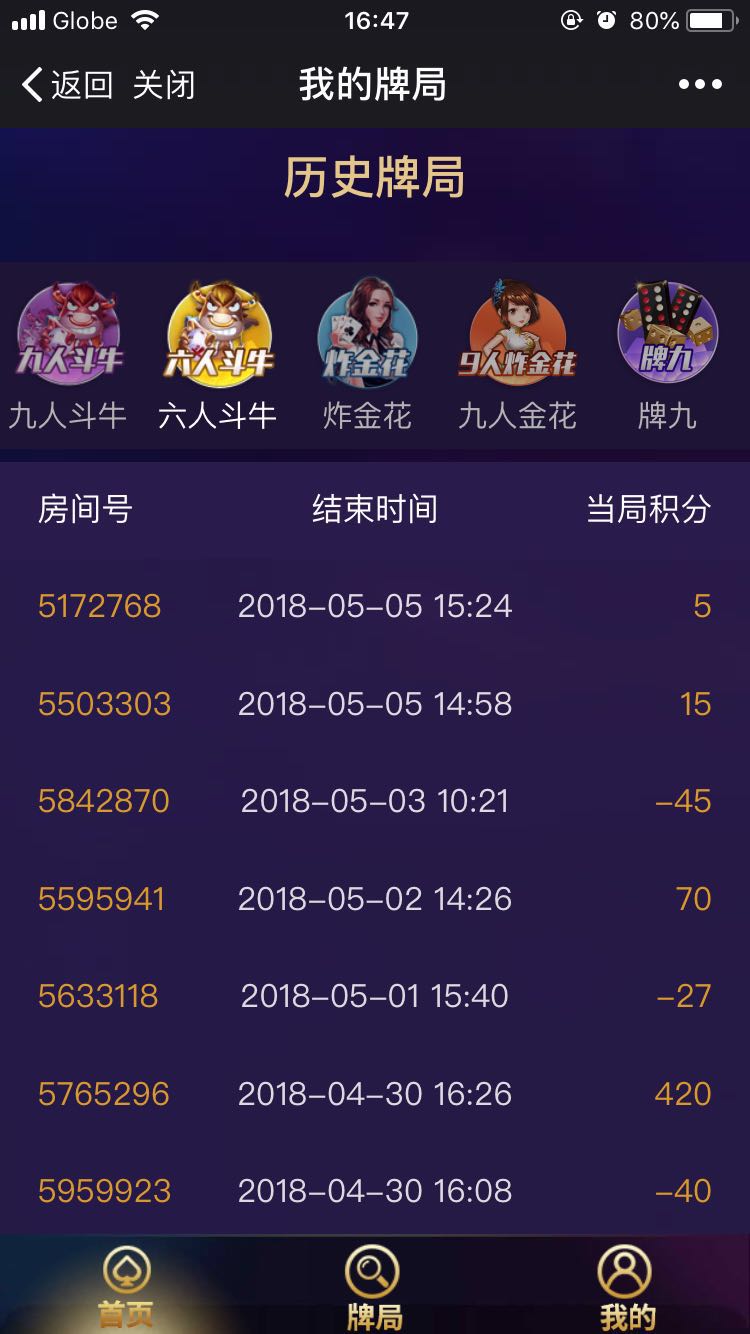 Globe 16:47 80%
返回 关闭 我的牌局
历史牌局
九人斗牛 六人斗牛 炸金花 9人炸金花 牌九
九人斗牛 六人斗牛 炸金花 九人金花 牌九
房间号 结束时间 当局积分
5172768 2018-05-05 15:24 5
5503303 2018-05-05 14:58 15
5842870 2018-05-03 10:21 -45
5595941 2018-05-02 14:26 70
5633118 2018-05-01 15:40 -27
5765296 2018-04-30 16:26 420
5959923 2018-04-30 16:08 -40
首页 牌局 我的